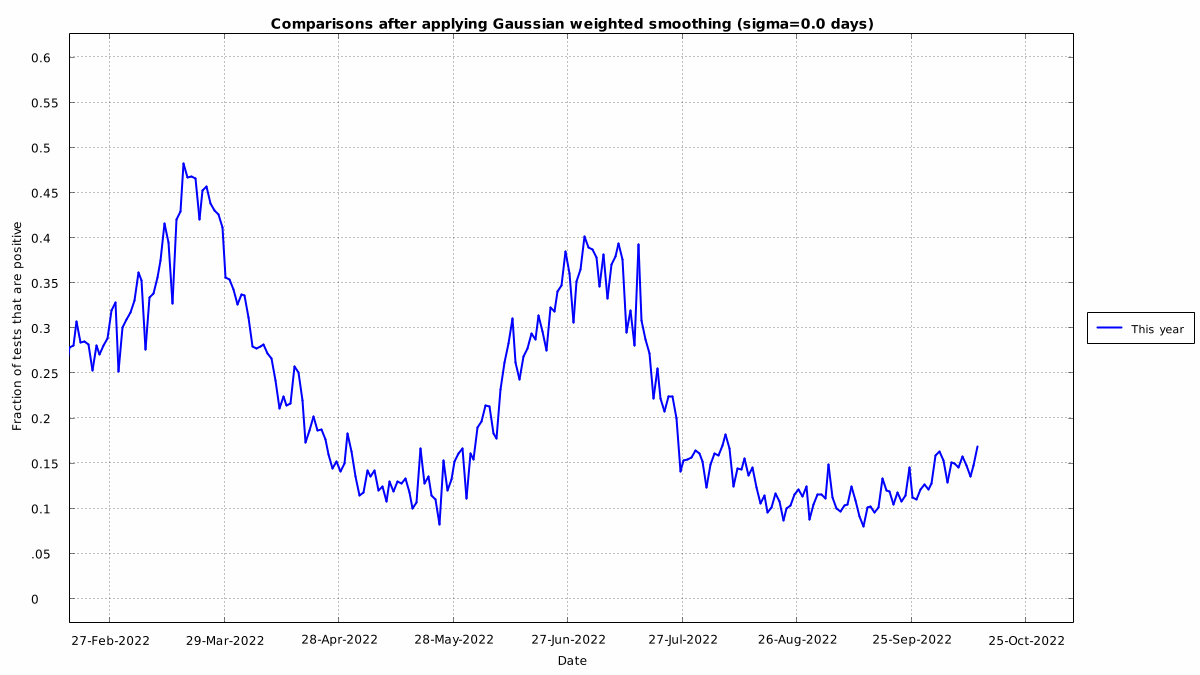 Comparisons after applying Gaussian weighted smoothing (sigma=0.0 days)
0.6
0.55
0.5
0.45
0.4
0.35
0.3
0.25
0.2
0.15
0.1
.05
0
Fraction of tests that are positive
27-Feb-2022 29-Mar-2022 28-Apr-2022 28-May-2022 27-Jun-2022 27-Jul-2022 26-Aug-2022 25-Sep-2022 25-Oct-2022
Date
This year